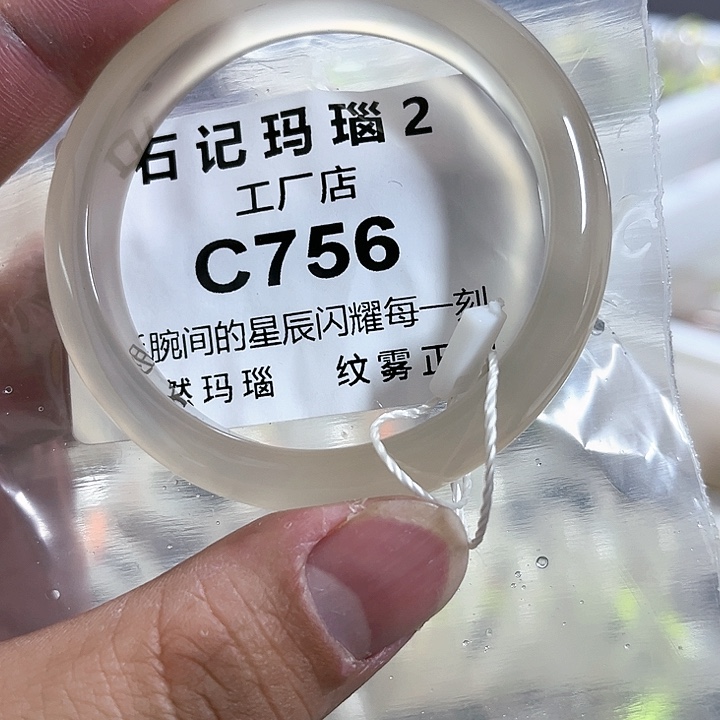 石记玛瑙2
工厂店
C756
腕间的星辰闪耀每一刻
然玛瑙 纹雾正